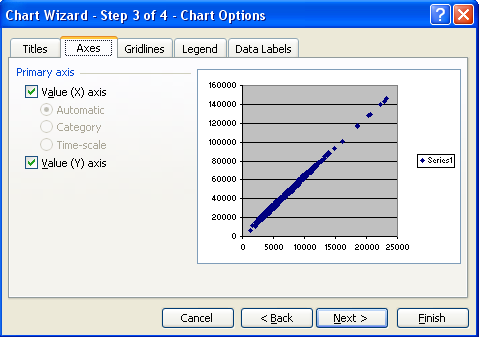 Chart Wizard - Step 3 of 4 - Chart Options
Titles Axes Gridlines Legend Data Labels
Primary axis
Value (X) axis
Automatic
Category
Time-scale
Value (Y) axis
160000
140000
120000
100000
80000
60000
40000
20000
0
0 5000 10000 15000 20000 25000
Series1
Cancel < Back Next > Finish